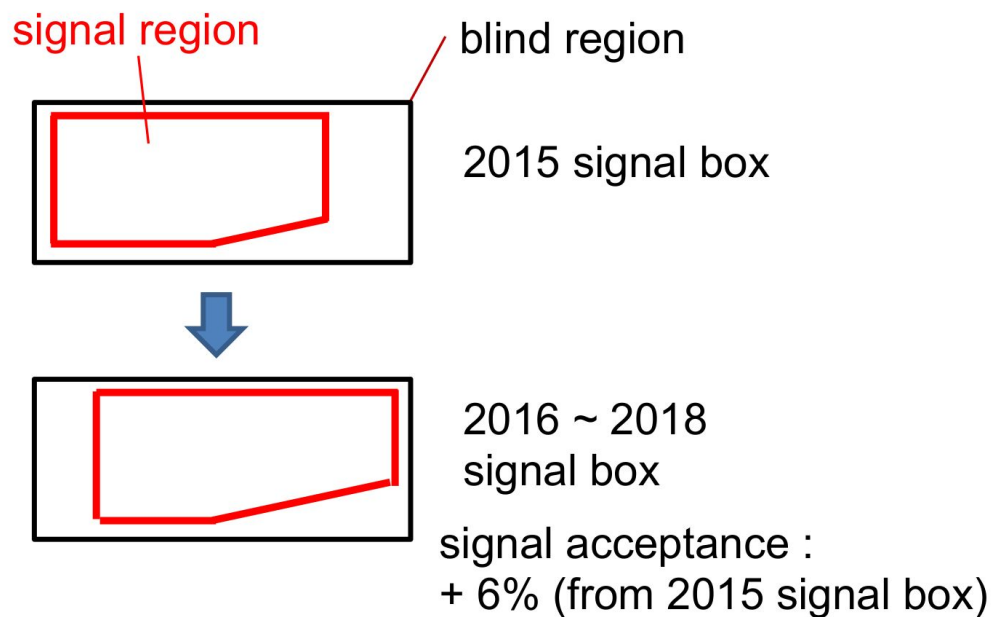 signal region
blind region
2015 signal box
2016 ~ 2018
signal box
signal acceptance :
+ 6% (from 2015 signal box)